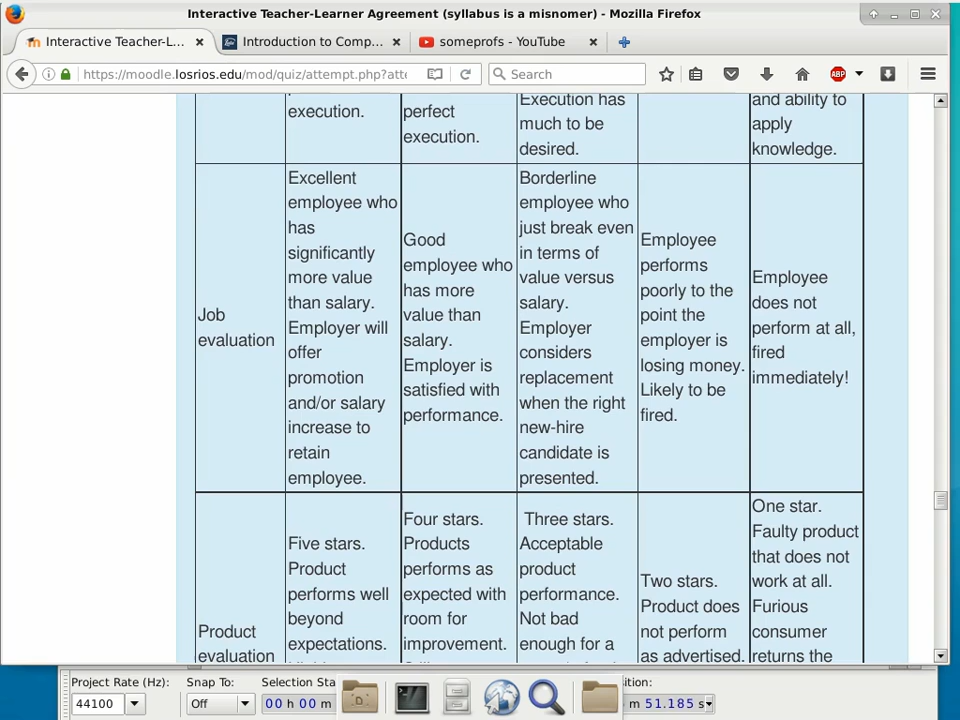 Interactive Teacher-Learner Agreement (syllabus is a misnomer) - Mozilla Firefox
Interactive Teacher-L...
Introduction to Comp...
someprofs - YouTube
https://moodle.losrios.edu/mod/quiz/attempt.php?atte
Search
ABP
execution.
perfect
execution.
Execution has
much to be
desired.
and ability to
apply
knowledge.
Job
evaluation
Excellent
employee who
has
significantly
more value
than salary.
Employer will
offer
promotion
and/or salary
increase to
retain
employee.
Good
employee who
has more
value than
salary.
Employer is
satisfied with
performance.
Borderline
employee who
just break even
in terms of
value versus
salary.
Employer
considers
replacement
when the right
new-hire
candidate is
presented.
Employee
performs
poorly to the
point the
employer is
losing money.
Likely to be
fired.
Employee
does not
perform at all,
fired
immediately!
Product
evaluation
Five stars.
Product
performs well
beyond
expectations.
Four stars.
Products
performs as
expected with
room for
improvement.
Three stars.
Acceptable
product
performance.
Not bad
enough for a
Two stars.
Product does
not perform
as advertised.
One star.
Faulty product
that does not
work at all.
Furious
consumer
returns the
Project Rate (Hz):
Snap To:
Selection Sta
ition:
44100
Off
00 h 00 m
m 51.185 s